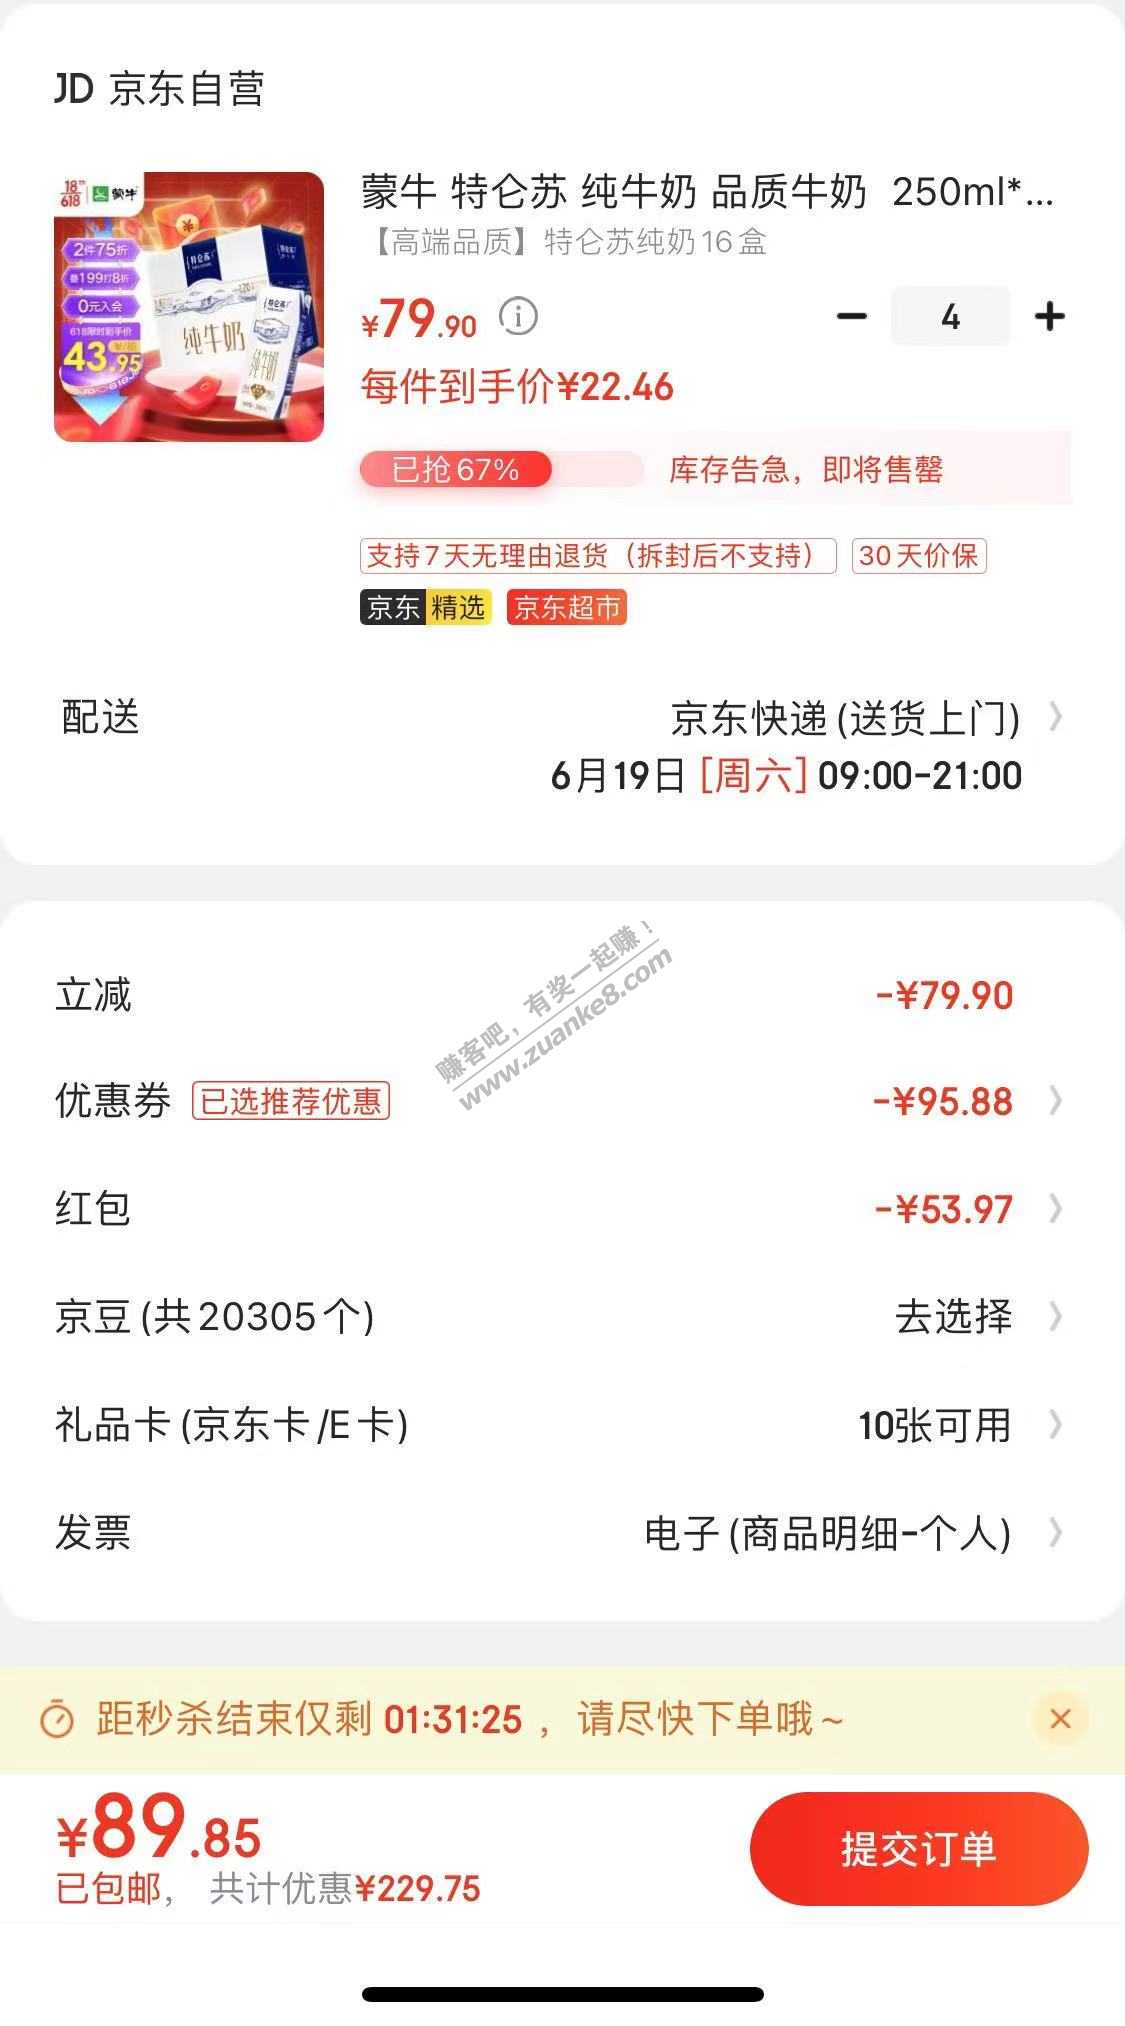 JD 京东自营
18 618 蒙牛
2件75折
叠199打8折
0元入会
618限时到手价
43.95
特仑苏
纯牛奶
蒙牛 特仑苏 纯牛奶 品质牛奶 250ml*...
【高端品质】特仑苏纯奶16盒
¥79.90
4
每件到手价¥22.46
已抢67% 库存告急，即将售罄
支持7天无理由退货（拆封后不支持） 30天价保
京东精选 京东超市
配送 京东快递(送货上门)
6月19日[周六]09:00-21:00
赚客吧，有奖一起赚！
www.zuanke8.com
立减 -¥79.90
优惠券 已选推荐优惠 -¥95.88
红包 -¥53.97
京豆(共20305个) 去选择
礼品卡(京东卡/E卡) 10张可用
发票 电子(商品明细-个人)
距秒杀结束仅剩 01:31:25 ，请尽快下单哦~
¥89.85
已包邮， 共计优惠¥229.75
提交订单